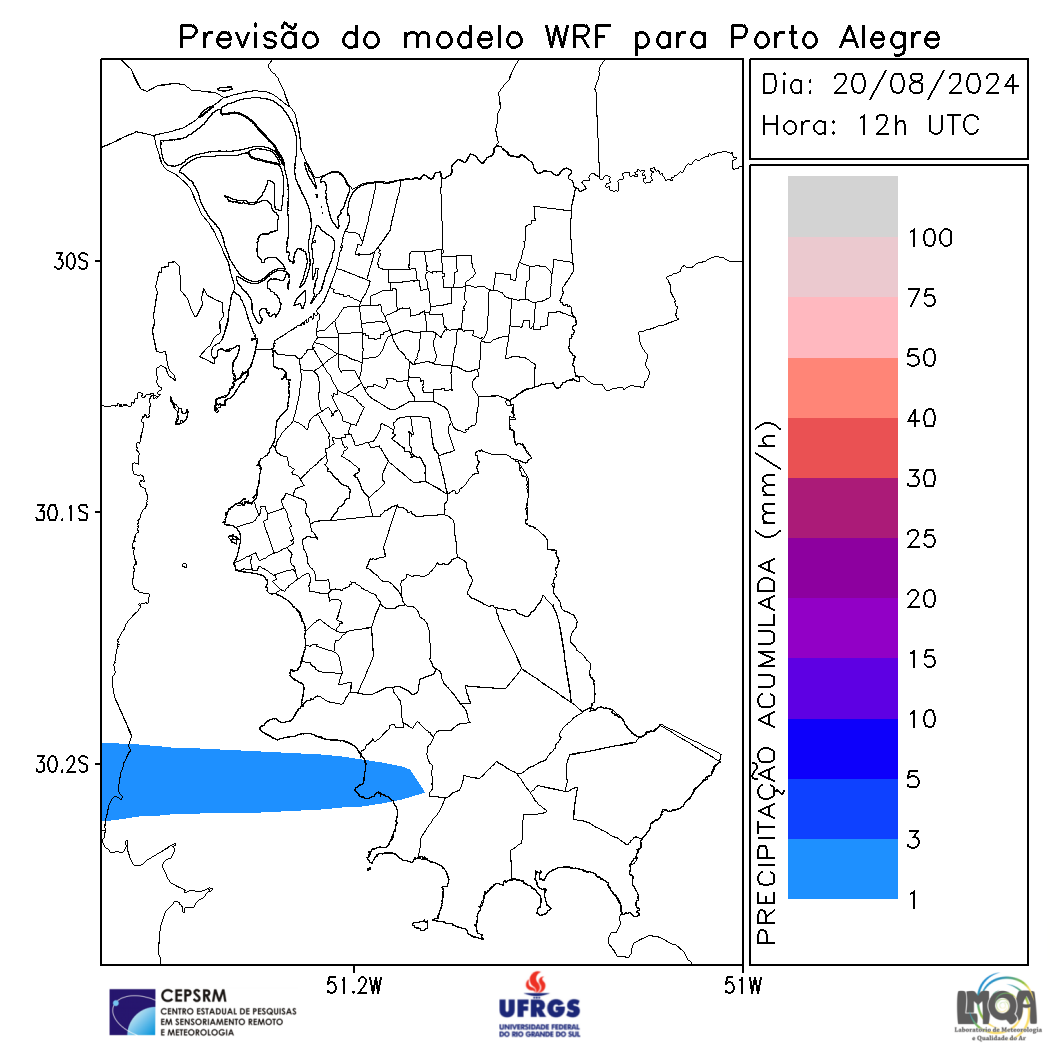 Previsão do modelo WRF para Porto Alegre
Dia: 20/08/2024
Hora: 12h UTC
30S
30.1S
30.2S
51.2W
51W
PRECIPITAÇÃO ACUMULADA (mm/h)
100
75
50
40
30
25
20
15
10
5
3
1
CEPSRM
CENTRO ESTADUAL DE PESQUISAS
EM SENSORIAMENTO REMOTO
E METEOROLOGIA
UFRGS
UNIVERSIDADE FEDERAL
DO RIO GRANDE DO SUL
LMQA
Laboratório de Meteorologia
e Qualidade do Ar